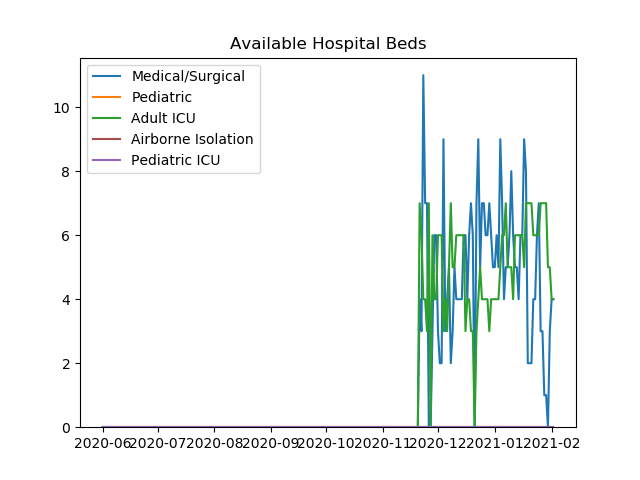 Available Hospital Beds
Medical/Surgical
Pediatric
Adult ICU
Airborne Isolation
Pediatric ICU
10
8
6
4
2
0
2020-06 2020-07 2020-08 2020-09 2020-10 2020-11 2020-12 2021-01 2021-02